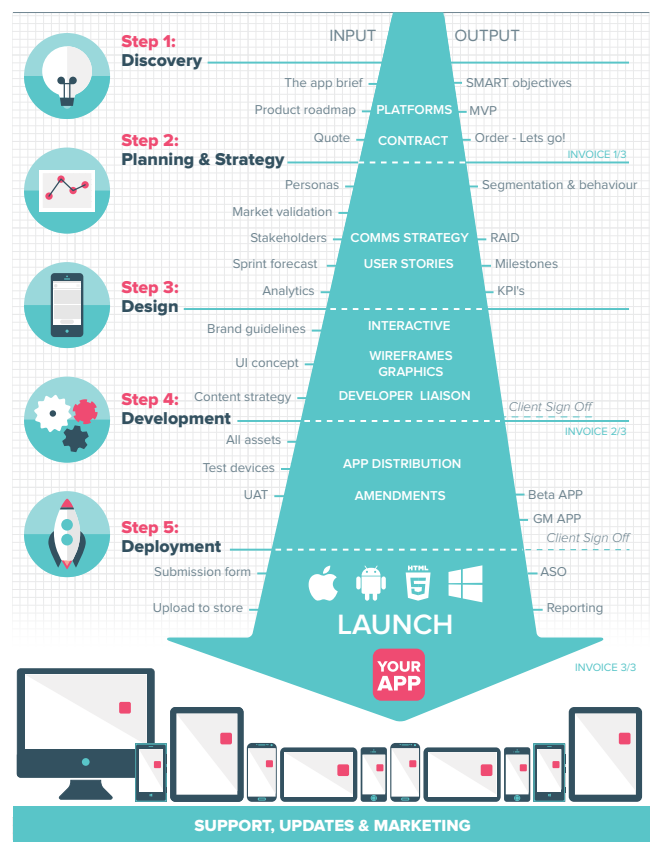 INPUT
OUTPUT
Step 1:
Discovery
The app brief
SMART objectives
Product roadmap
PLATFORMS
MVP
Quote
CONTRACT
Order - Lets go!
Step 2:
Planning & Strategy
INVOICE 1/3
Personas
Segmentation & behaviour
Market validation
Stakeholders
COMMS STRATEGY
RAID
Sprint forecast
USER STORIES
Milestones
Analytics
KPI's
Step 3:
Design
Brand guidelines
INTERACTIVE
UI concept
WIREFRAMES
GRAPHICS
Content strategy
DEVELOPER LIAISON
Client Sign Off
Step 4:
Development
INVOICE 2/3
All assets
Test devices
APP DISTRIBUTION
UAT
AMENDMENTS
Beta APP
GM APP
Client Sign Off
Step 5:
Deployment
Submission form
HTML
5
ASO
Upload to store
Reporting
LAUNCH
YOUR
APP
INVOICE 3/3
SUPPORT, UPDATES & MARKETING